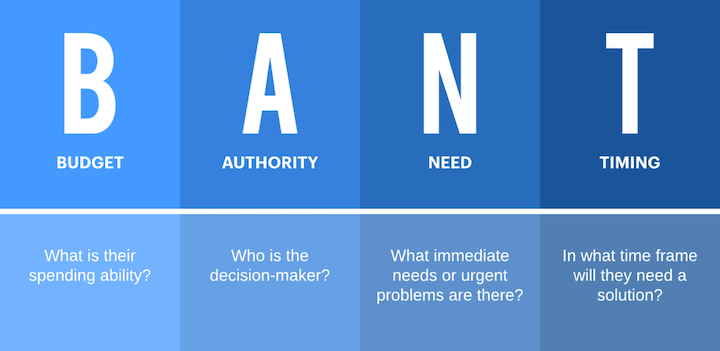 B
A
N
T
BUDGET
AUTHORITY
NEED
TIMING
What is their
spending ability?
Who is the
decision-maker?
What immediate
needs or urgent
problems are there?
In what time frame
will they need a
solution?